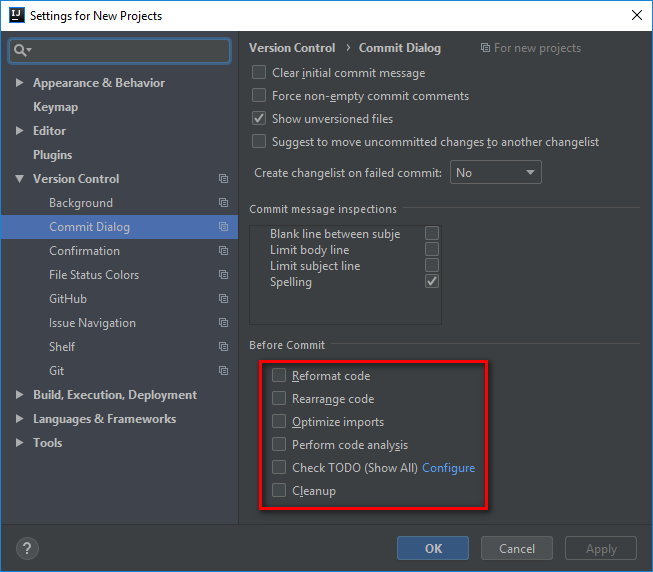 IJ
Settings for New Projects
Version Control › Commit Dialog For new projects
Appearance & Behavior
Keymap
Editor
Plugins
Version Control
Background
Commit Dialog
Confirmation
File Status Colors
GitHub
Issue Navigation
Shelf
Git
Build, Execution, Deployment
Languages & Frameworks
Tools
Clear initial commit message
Force non-empty commit comments
Show unversioned files
Suggest to move uncommitted changes to another changelist
Create changelist on failed commit: No
Commit message inspections
Blank line between subje
Limit body line
Limit subject line
Spelling
Before Commit
Reformat code
Rearrange code
Optimize imports
Perform code analysis
Check TODO (Show All) Configure
Cleanup
?
OK
Cancel
Apply